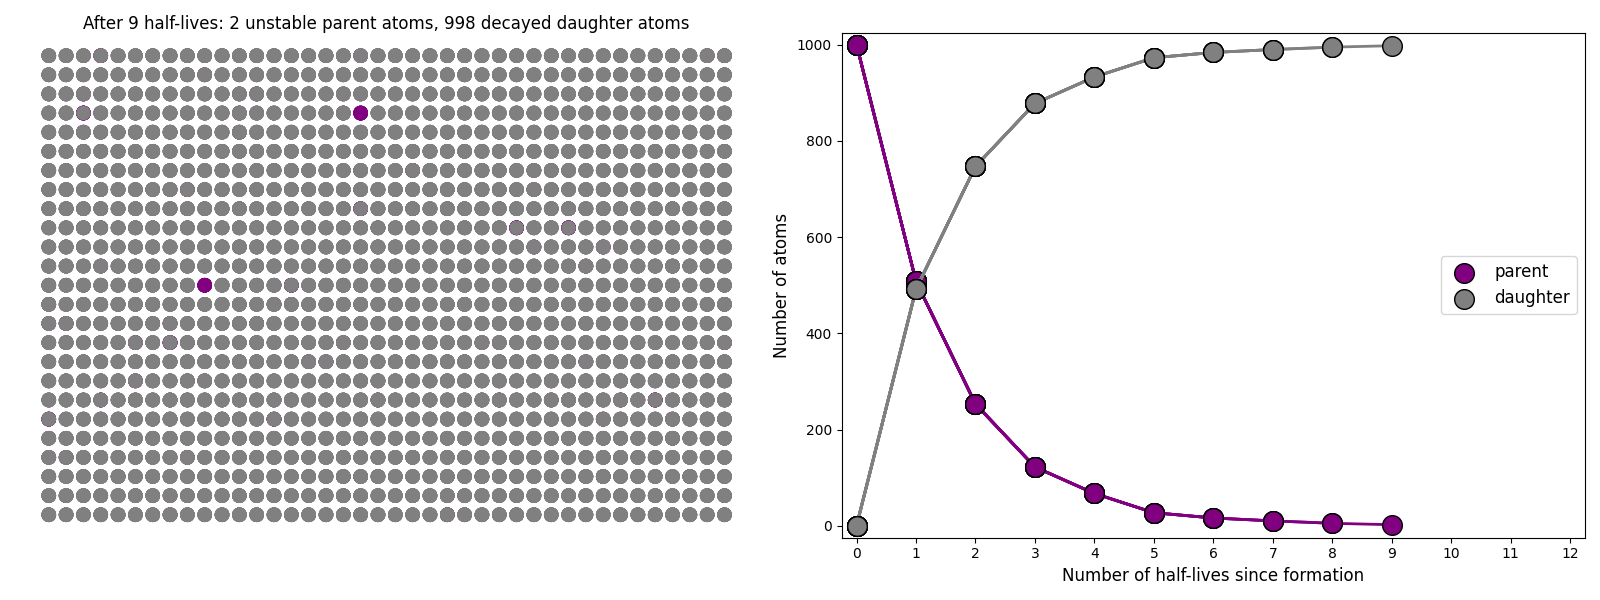 After 9 half-lives: 2 unstable parent atoms, 998 decayed daughter atoms
Number of atoms
1000
800
600
400
200
0
parent
daughter
0 1 2 3 4 5 6 7 8 9 10 11 12
Number of half-lives since formation